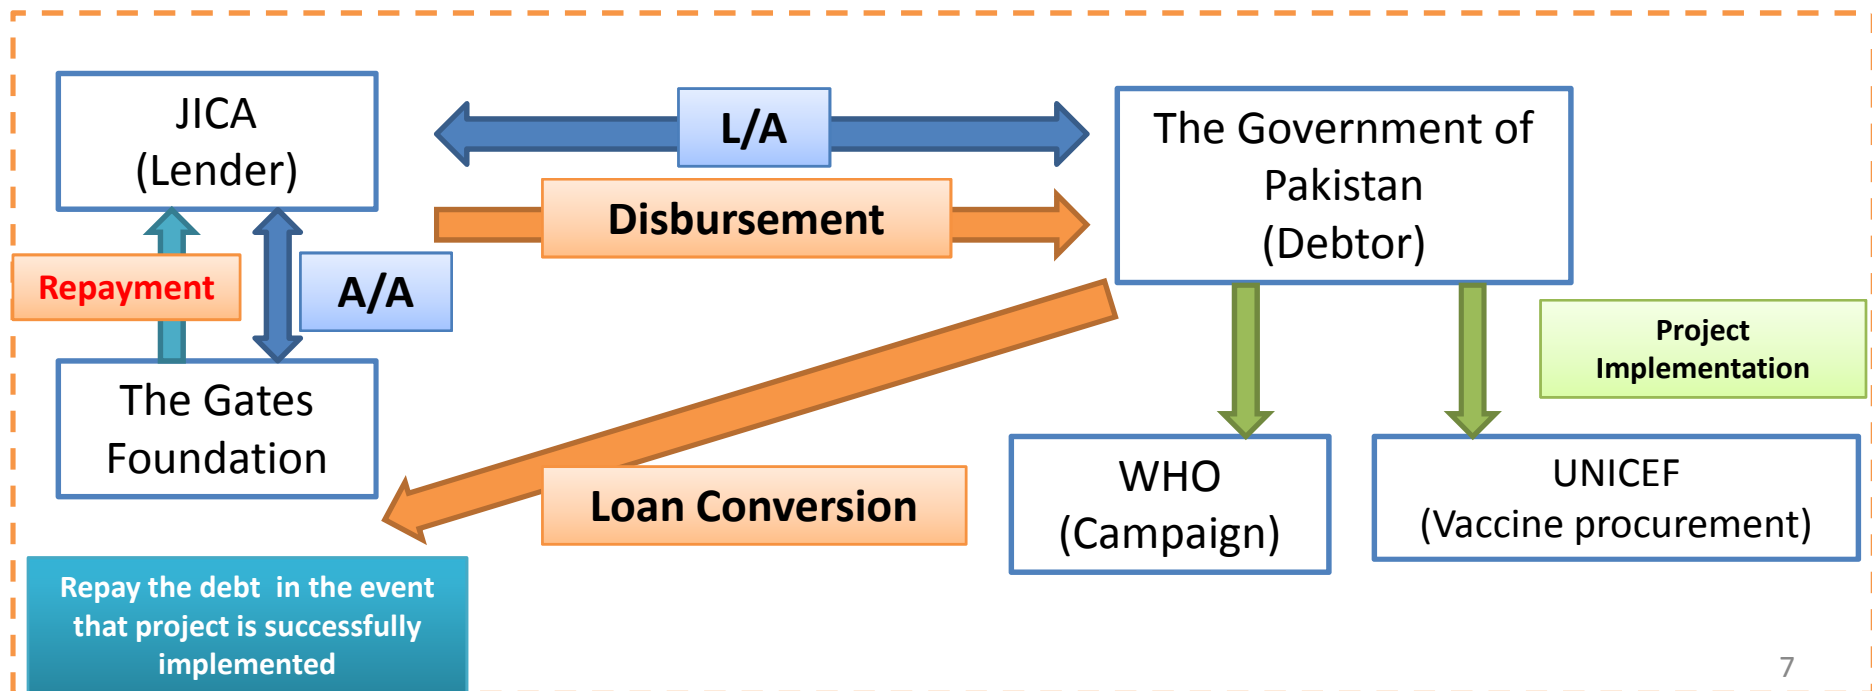 JICA
(Lender)
L/A
The Government of
Pakistan
(Debtor)
Disbursement
Repayment
A/A
Project
Implementation
The Gates
Foundation
Loan Conversion
WHO
(Campaign)
UNICEF
(Vaccine procurement)
Repay the debt in the event
that project is successfully
implemented
7